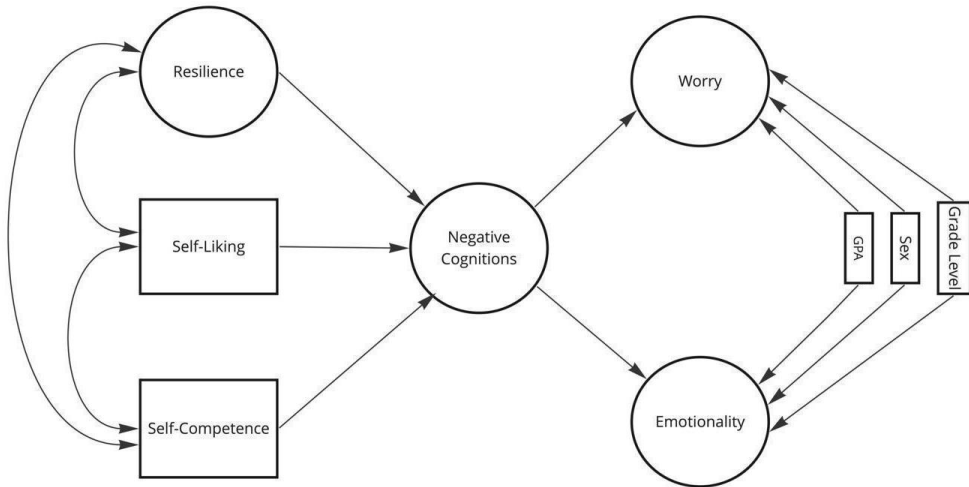 Resilience
Worry
Self-Liking
Negative
Cognitions
GPA
Sex
Grade Level
Self-Competence
Emotionality